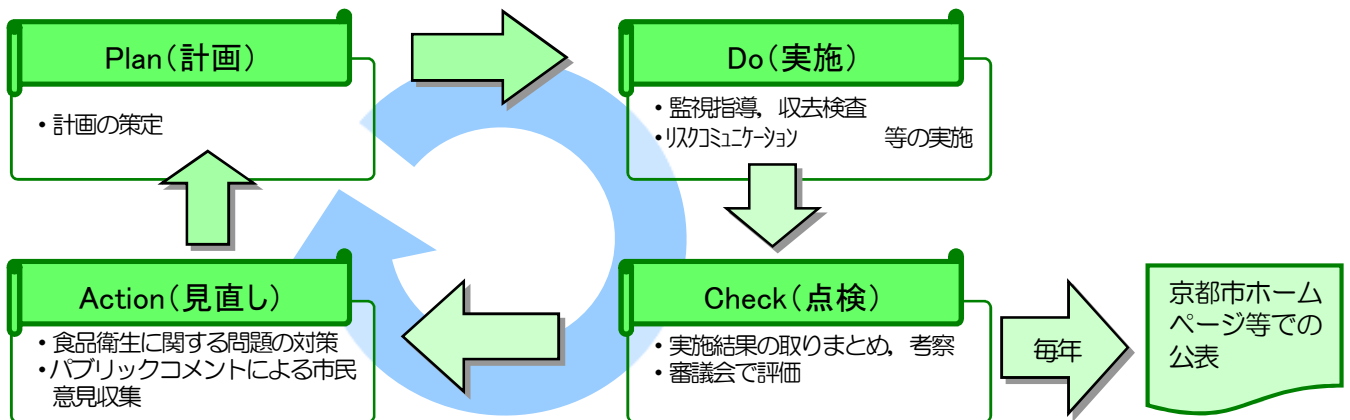 Plan(計画)
・計画の策定
Do(実施)
・監視指導，収去検査
・ﾘｽｸｺﾐｭﾆｹｰｼｮﾝ　　　等の実施
Action(見直し)
・食品衛生に関する問題の対策
・パブリックコメントによる市民
意見収集
Check(点検)
・実施結果の取りまとめ，考察
・審議会で評価
毎年
京都市ホーム
ページ等での
公表